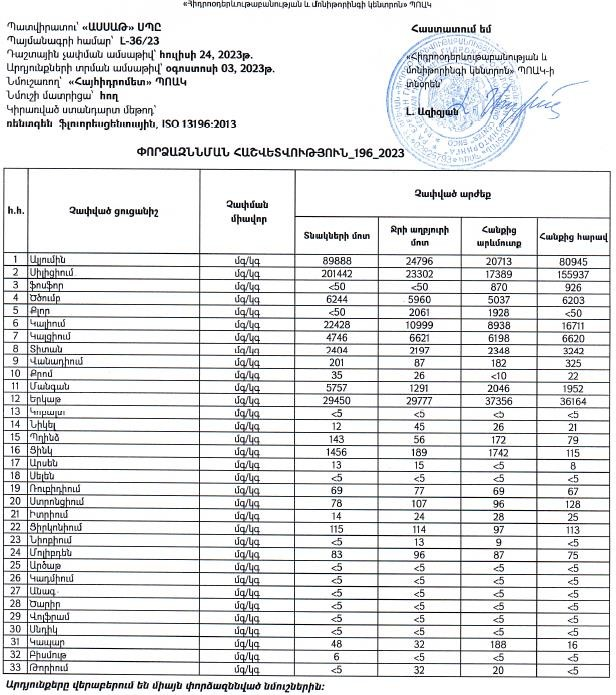 «Հիդրոօդերևութաբանության և մոնիթորինգի կենտրոն» ՊՈԱԿ
Պատվիրատու՝ «ԱՍՍԱԹ» ՍՊԸ
Պայմանագրի համար՝ L-36/23
Դաշտային չափման ամսաթիվ՝ հուլիսի 24, 2023թ.
Արդյունքների տրման ամսաթիվ՝ օգոստոսի 03, 2023թ.
Նմուշառող՝ «Հայհիդրոմետ» ՊՈԱԿ
Նմուշի մատրիցա՝ հող
Կիրառված ստանդարտ մեթոդ՝
ռենտգեն ֆլուորեսցենտային, ISO 13196:2013
Հաստատում եմ
«Հիդրոօդերևութաբանության և
մոնիթորինգի կենտրոն» ՊՈԱԿ-ի
տնօրեն՝
Լ. Ազիզյան
ՓՈՐՁԱԶՆՆՄԱՆ ՀԱՇՎԵՏՎՈՒԹՅՈՒՆ_196_2023
հ.հ. Չափված ցուցանիշ Չափման միավոր Չափված արժեք
Տնակների մոտ Ջրի աղբյուրի մոտ Հանքից արևմուտք Հանքից հարավ
1 Ալյումին մգ/կգ 89888 24796 20713 80945
2 Սիլիցիում մգ/կգ 201442 23302 17389 155937
3 ֆոսֆոր մգ/կգ <50 <50 870 926
4 Ծծումբ մգ/կգ 6244 5960 5037 6203
5 Քլոր մգ/կգ <50 2061 1928 <50
6 Կալիում մգ/կգ 22428 10999 8938 16711
7 Կալցիում մգ/կգ 4746 6621 6198 6620
8 Տիտան մգ/կգ 2404 2197 2348 3242
9 Վանադիում մգ/կգ 201 87 182 325
10 Քրոմ մգ/կգ 35 26 <10 22
11 Մանգան մգ/կգ 5757 1291 2046 1952
12 Երկաթ մգ/կգ 29450 29777 37356 36164
13 Կոբալտ մգ/կգ <5 <5 <5 <5
14 Նիկել մգ/կգ 12 45 26 21
15 Պղինձ մգ/կգ 143 56 172 79
16 Ցինկ մգ/կգ 1456 189 1742 115
17 Արսեն մգ/կգ 13 15 <5 8
18 Սելեն մգ/կգ <5 <5 <5 <5
19 Ռուբիդիում մգ/կգ 69 77 69 67
20 Ստրոնցիում մգ/կգ 78 107 96 128
21 Իտրիում մգ/կգ 14 24 28 25
22 Ցիրկոնիում մգ/կգ 115 114 97 113
23 Նիոբիում մգ/կգ <5 13 9 <5
24 Մոլիբդեն մգ/կգ 83 96 87 75
25 Արծաթ մգ/կգ <5 <5 <5 <5
26 Կադմիում մգ/կգ <5 <5 <5 <5
27 Անագ մգ/կգ <5 <5 <5 <5
28 Ծարիր մգ/կգ <5 <5 <5 <5
29 Վոլֆրամ մգ/կգ <5 <5 <5 <5
30 Սնդիկ մգ/կգ <5 <5 <5 <5
31 Կապար մգ/կգ 48 32 188 16
32 Բիսմութ մգ/կգ 6 <5 <5 <5
33 Թորիում մգ/կգ <5 32 20 <5
Արդյունքները վերաբերում են միայն փորձազննված նմուշներին: